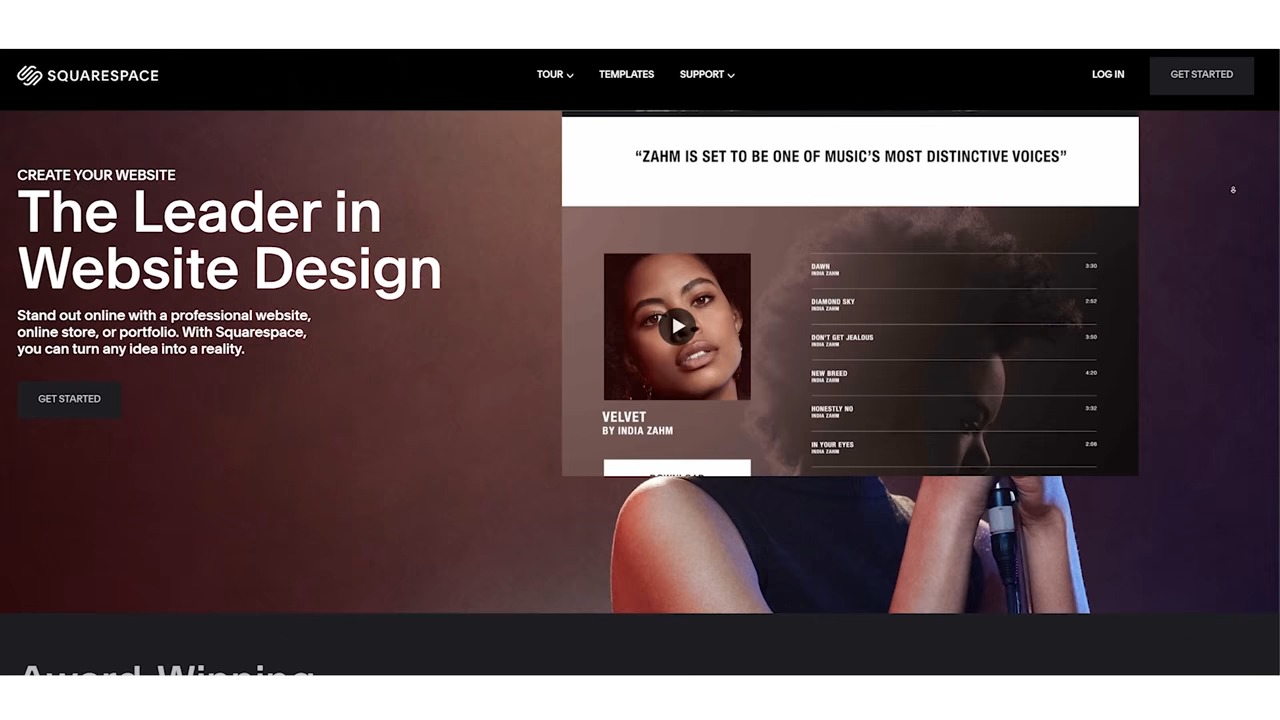 SQUARESPACE
TOUR
TEMPLATES
SUPPORT
LOG IN
GET STARTED
CREATE YOUR WEBSITE
The Leader in
Website Design
Stand out online with a professional website,
online store, or portfolio. With Squarespace,
you can turn any idea into a reality.
GET STARTED
“ZAHM IS SET TO BE ONE OF MUSIC’S MOST DISTINCTIVE VOICES”
VELVET
BY INDIA ZAHM
DOWNLOAD
DAWN 3:30
INDIA ZAHM
DIAMOND SKY 2:52
INDIA ZAHM
DON'T GET JEALOUS 3:50
INDIA ZAHM
NEW BREED 4:20
INDIA ZAHM
HONESTLY NO 3:32
INDIA ZAHM
IN YOUR EYES 2:06
INDIA ZAHM
Award-Winning